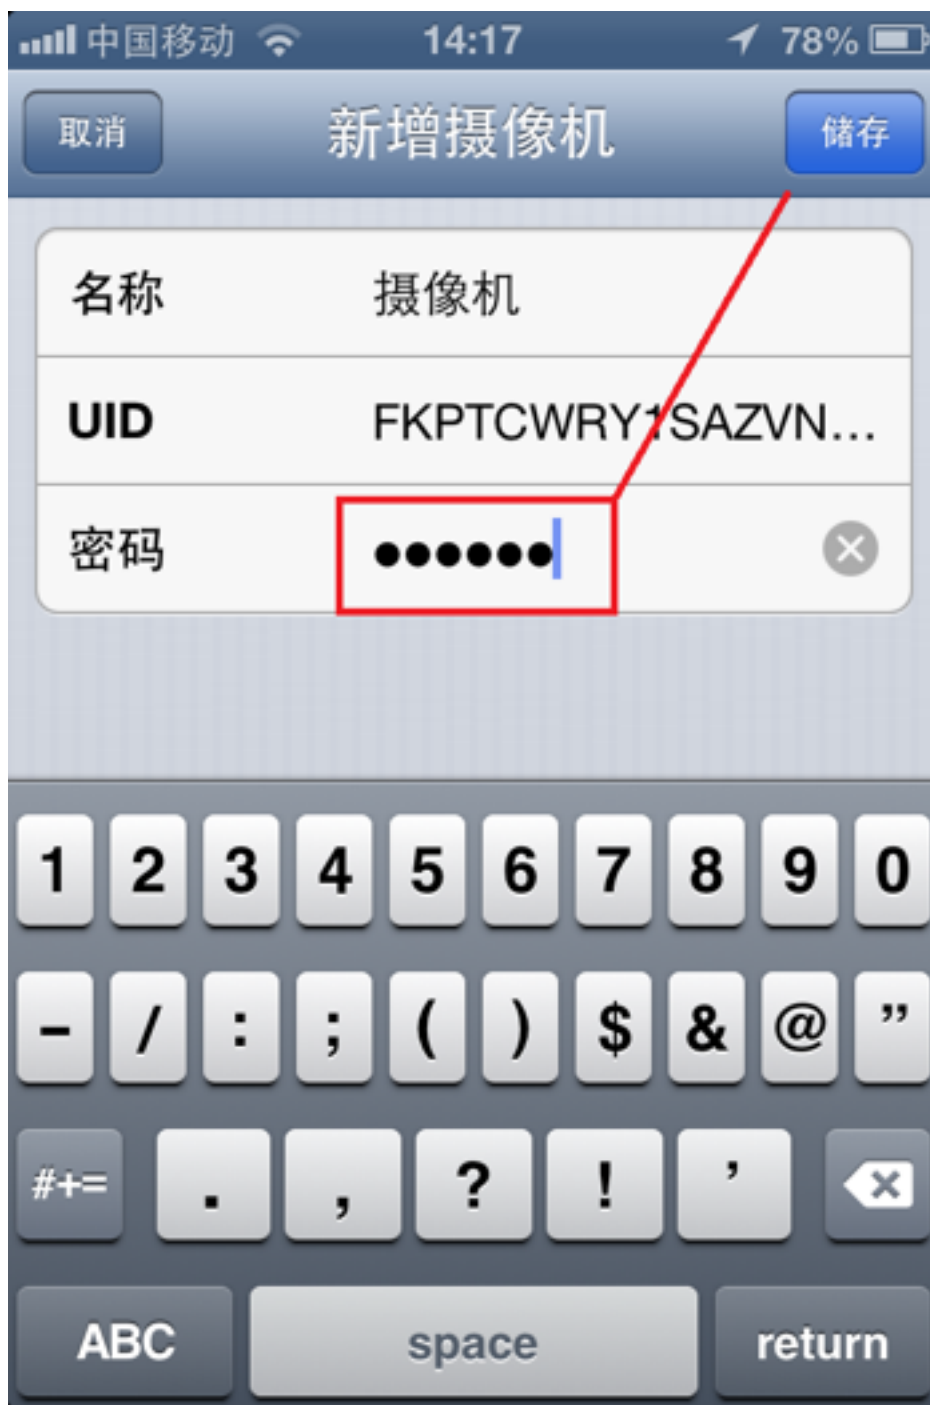 中国移动 14:17 78%
取消 新增摄像机 储存
名称 摄像机
UID FKPTCWRY1SAZVN...
密码 ●●●●●●
1 2 3 4 5 6 7 8 9 0
- / : ; ( ) $ & @ ”
#+= . , ? ! ’
ABC space return